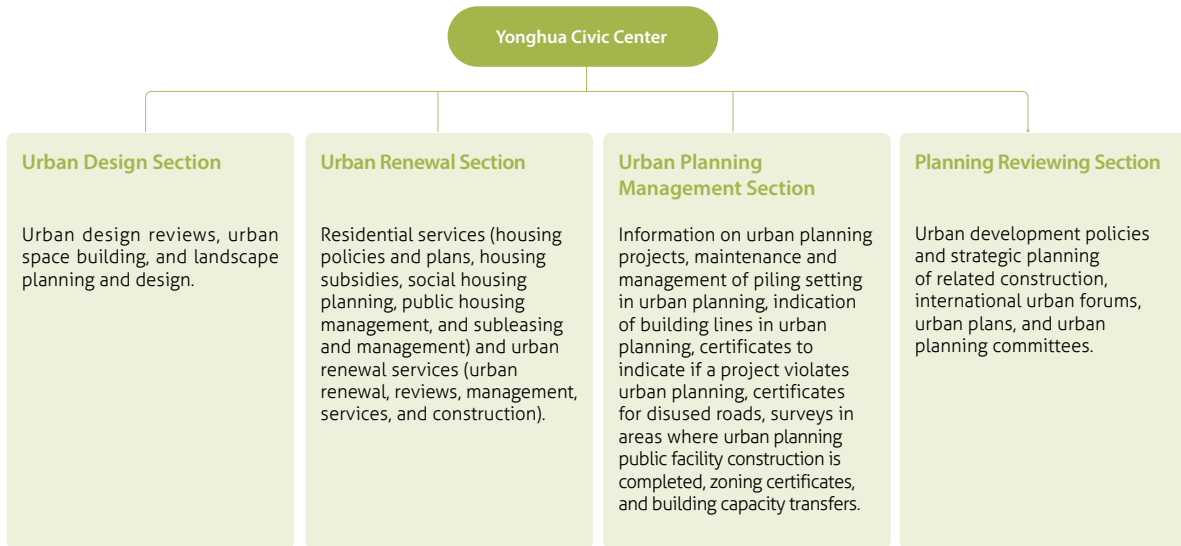 Yonghua Civic Center
Urban Design Section
Urban design reviews, urban
space building, and landscape
planning and design.
Urban Renewal Section
Residential services (housing
policies and plans, housing
subsidies, social housing
planning, public housing
management, and subleasing
and management) and urban
renewal services (urban
renewal, reviews, management,
services, and construction).
Urban Planning
Management Section
Information on urban planning
projects, maintenance and
management of piling setting
in urban planning, indication
of building lines in urban
planning, certificates to
indicate if a project violates
urban planning, certificates
for disused roads, surveys in
areas where urban planning
public facility construction is
completed, zoning certificates,
and building capacity transfers.
Planning Reviewing Section
Urban development policies
and strategic planning
of related construction,
international urban forums,
urban plans, and urban
planning committees.